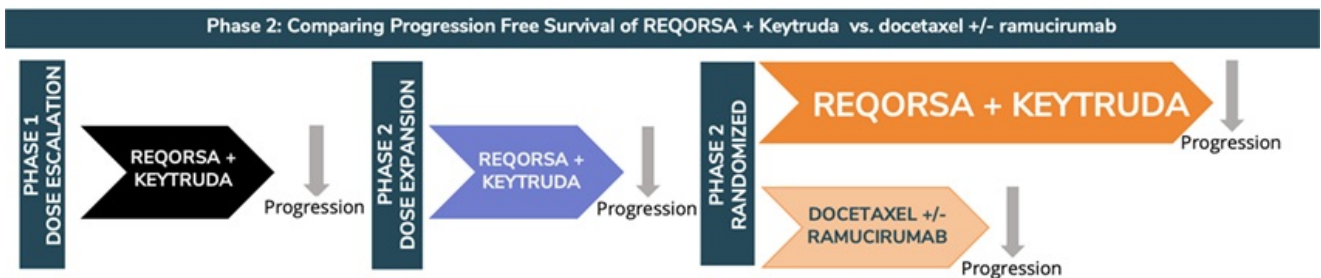 Phase 2: Comparing Progression Free Survival of REQORSA + Keytruda vs. docetaxel +/- ramucirumab
PHASE 1
DOSE ESCALATION
REQORSA +
KEYTRUDA
Progression
PHASE 2
DOSE EXPANSION
REQORSA +
KEYTRUDA
Progression
PHASE 2
RANDOMIZED
REQORSA + KEYTRUDA
Progression
DOCETAXEL +/-
RAMUCIRUMAB
Progression